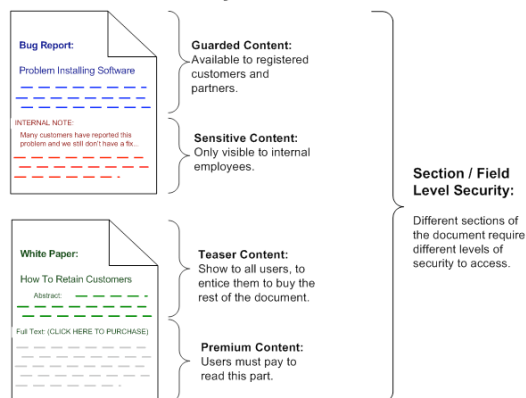 Bug Report:
Problem Installing Software
INTERNAL NOTE:
Many customers have reported this
problem and we still don't have a fix...
Guarded Content:
Available to registered
customers and
partners.
Sensitive Content:
Only visible to internal
employees.
White Paper:
How To Retain Customers
Abstract:
Full Text: (CLICK HERE TO PURCHASE)
Teaser Content:
Show to all users, to
entice them to buy the
rest of the document.
Premium Content:
Users must pay to
read this part.
Section / Field
Level Security:
Different sections of
the document require
different levels of
security to access.